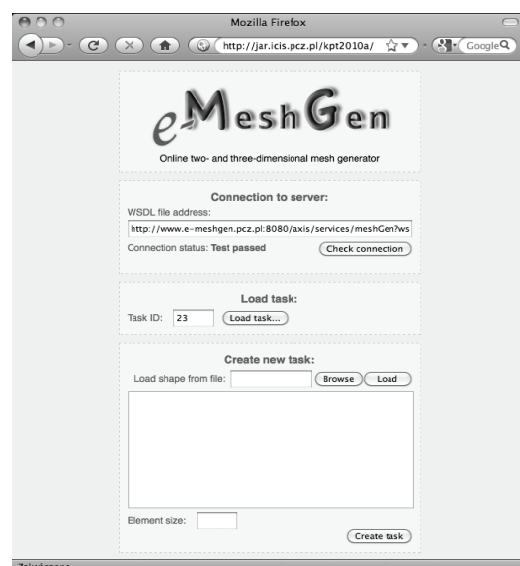 Mozilla Firefox
http://jar.icis.pcz.pl/kpt2010a/
Google
e-MeshGen
Online two- and three-dimensional mesh generator
Connection to server:
WSDL file address:
http://www.e-meshgen.pcz.pl:8080/axis/services/meshGen?ws
Connection status: Test passed
Check connection
Load task:
Task ID: 23 Load task...
Create new task:
Load shape from file: Browse Load
Element size:
Create task